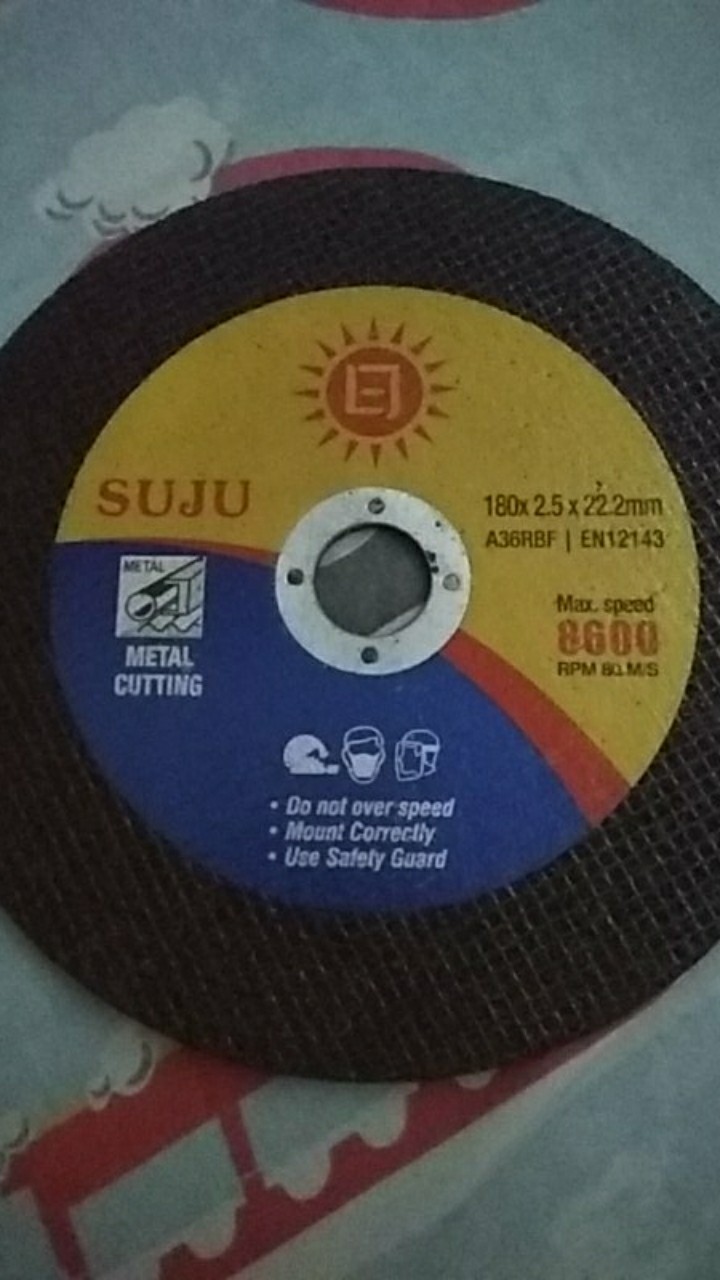 SUJU
180x 2.5 x 22.2mm
A36RBF | EN12143
Max. speed
8600
RPM 80.M/S
METAL
METAL
CUTTING
• Do not over speed
• Mount Correctly
• Use Safety Guard